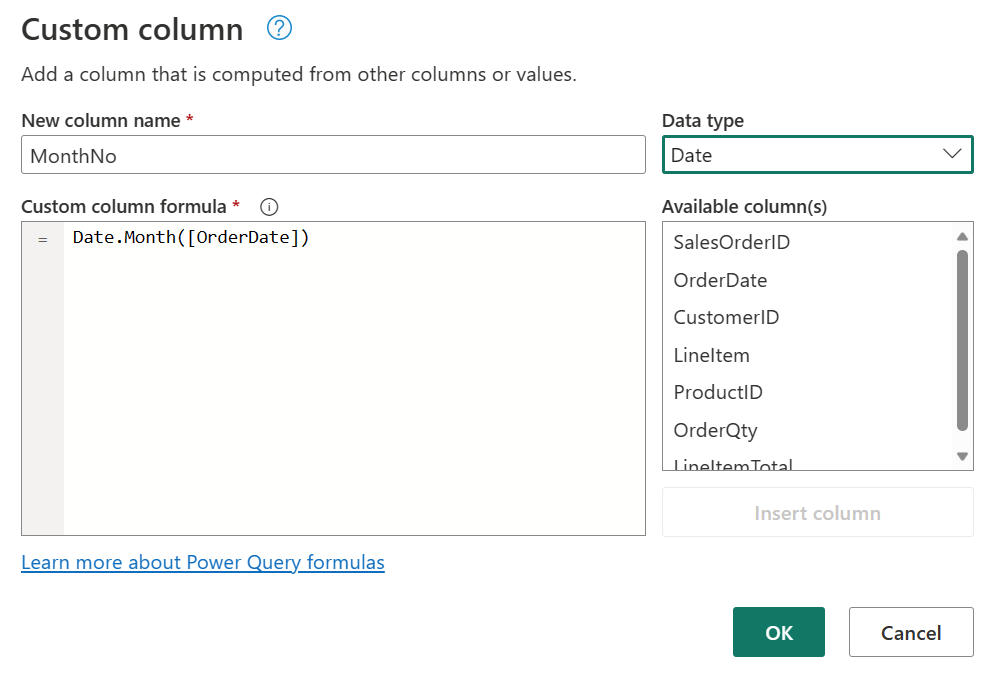 Custom column ?
Add a column that is computed from other columns or values.
New column name *
MonthNo
Data type
Date
Custom column formula * i
= Date.Month([OrderDate])
Available column(s)
SalesOrderID
OrderDate
CustomerID
LineItem
ProductID
OrderQty
LineItemTotal
Insert column
Learn more about Power Query formulas
OK
Cancel